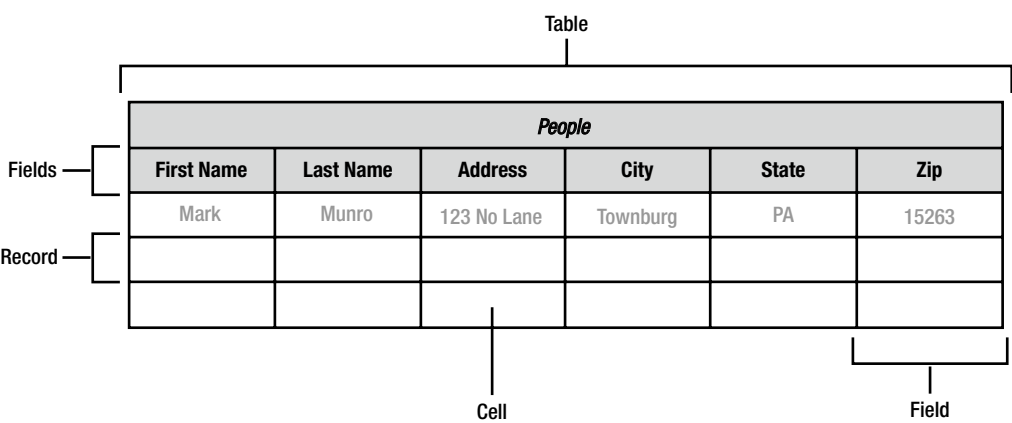 Table
People
Fields
First Name Last Name Address City State Zip
Mark Munro 123 No Lane Townburg PA 15263
Record
Cell
Field